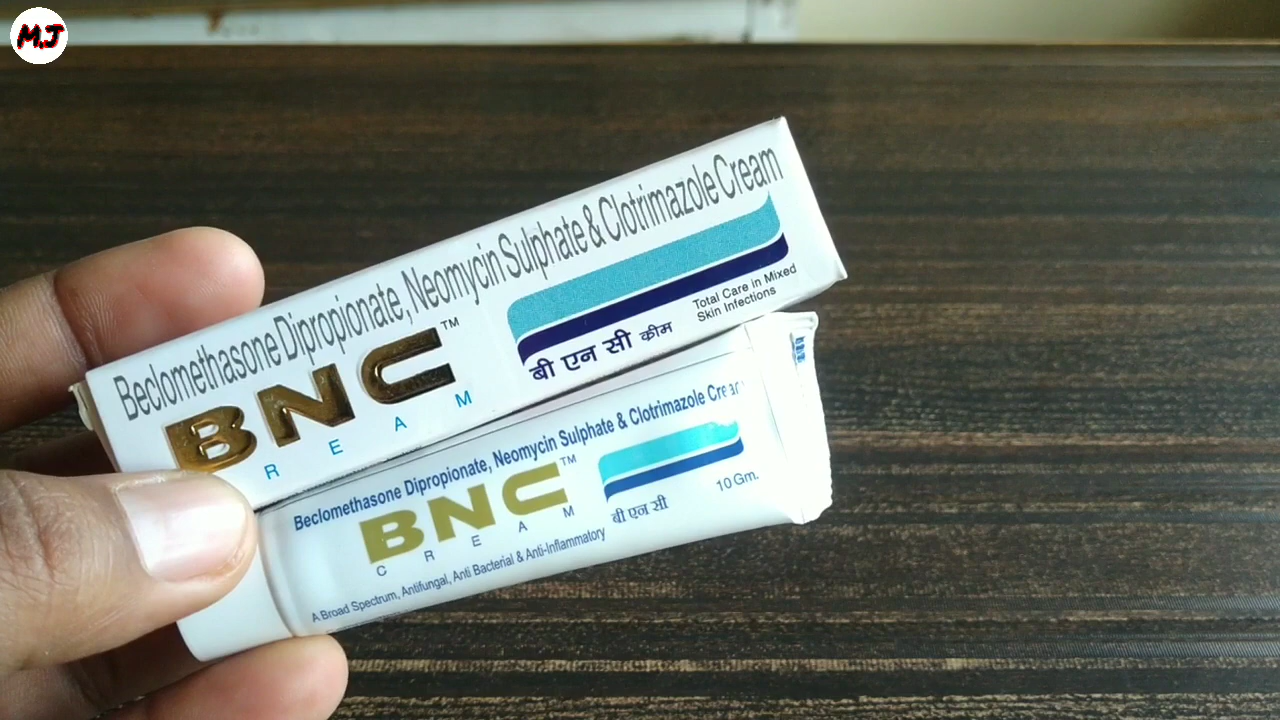 M.J
Beclomethasone Dipropionate, Neomycin Sulphate & Clotrimazole Cream
BNC™
CREAM
बी एन सी क्रीम
Total Care in Mixed
Skin Infections
Beclomethasone Dipropionate, Neomycin Sulphate & Clotrimazole Cream
BNC™
CREAM
बी एन सी
10 Gm.
A Broad Spectrum, Antifungal, Anti Bacterial & Anti-Inflammatory